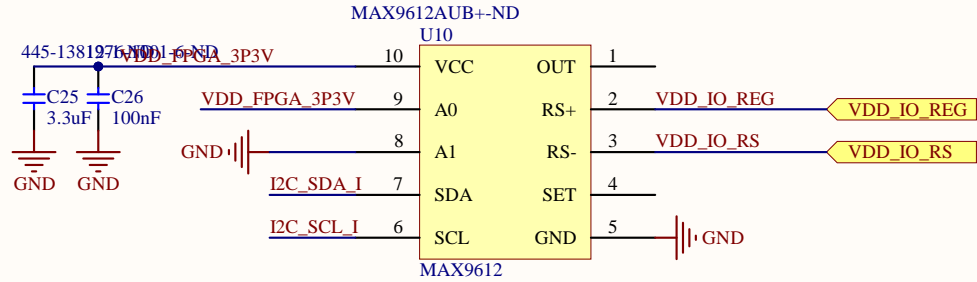 MAX9612AUB+-ND
U10
VDD_FPGA_3P3V
10 VCC OUT 1
C25 C26
3.3uF 100nF
VDD_FPGA_3P3V 9 A0 RS+ 2 VDD_IO_REG VDD_IO_REG
GND 8 A1 RS- 3 VDD_IO_RS VDD_IO_RS
GND GND
I2C_SDA_I 7 SDA SET 4
I2C_SCL_I 6 SCL GND 5 GND
MAX9612